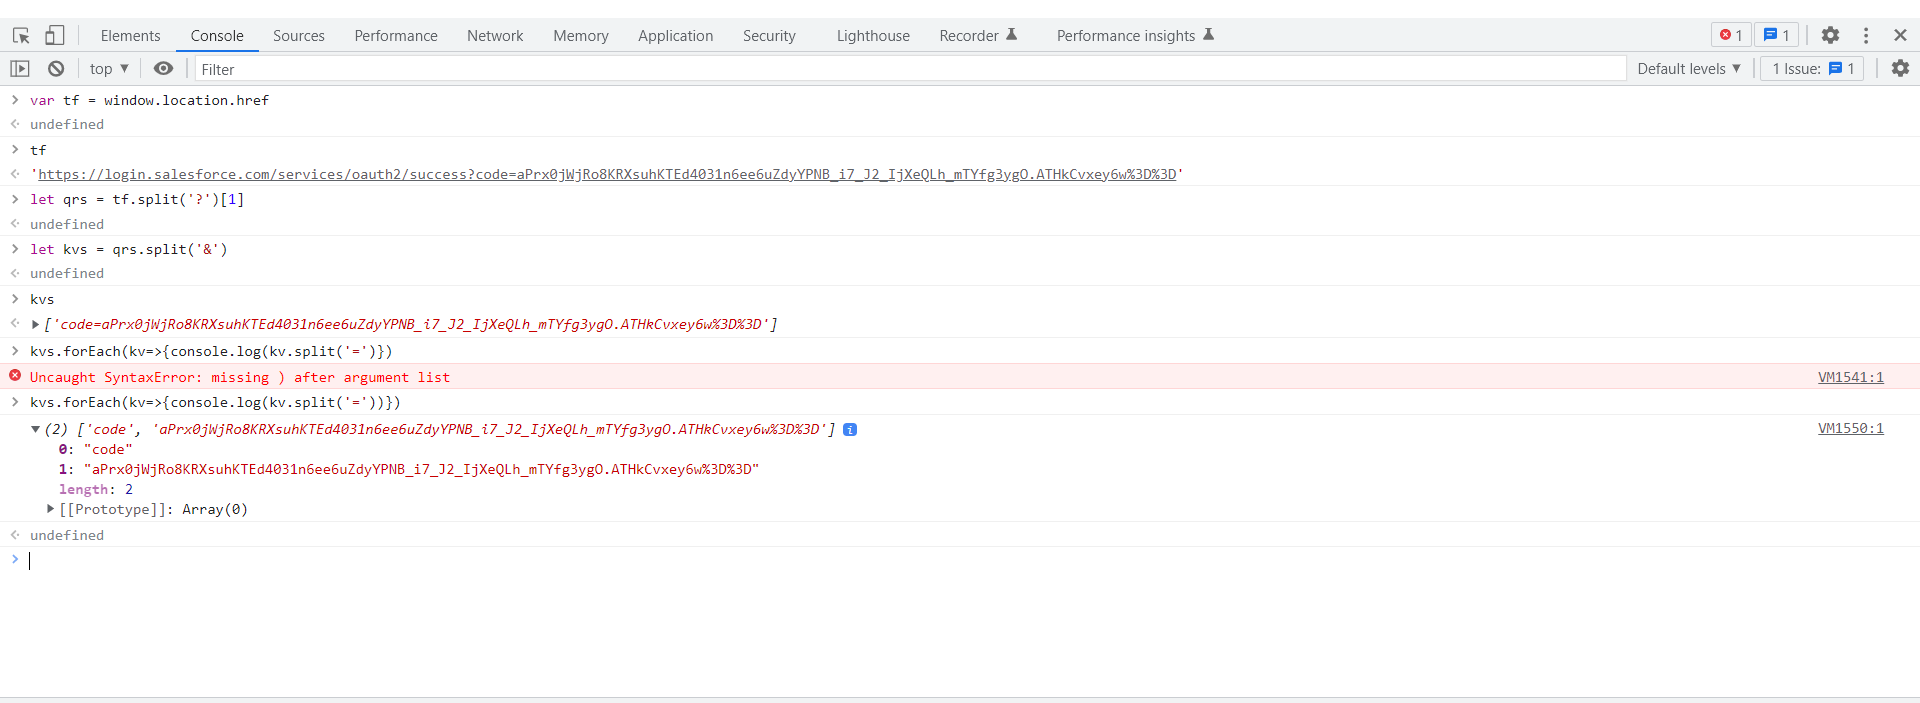 Elements Console Sources Performance Network Memory Application Security Lighthouse Recorder Performance insights 1 1
top ▼ Filter Default levels ▼ 1 Issue: 1
> var tf = window.location.href
undefined
> tf
'https://login.salesforce.com/services/oauth2/success?code=aPrx0jWjRo8KRXsuhKTEd4031n6ee6uZdyYPNB_i7_J2_IjXeQLh_mTYfg3ygO.ATHkCvxey6w%3D%3D'
> let qrs = tf.split('?')[1]
undefined
> let kvs = qrs.split('&')
undefined
> kvs
▶ ['code=aPrx0jWjRo8KRXsuhKTEd4031n6ee6uZdyYPNB_i7_J2_IjXeQLh_mTYfg3ygO.ATHkCvxey6w%3D%3D']
> kvs.forEach(kv=>{console.log(kv.split('=')})
Uncaught SyntaxError: missing ) after argument list VM1541:1
> kvs.forEach(kv=>{console.log(kv.split('='))})
▼ (2) ['code', 'aPrx0jWjRo8KRXsuhKTEd4031n6ee6uZdyYPNB_i7_J2_IjXeQLh_mTYfg3ygO.ATHkCvxey6w%3D%3D'] i VM1550:1
0: "code"
1: "aPrx0jWjRo8KRXsuhKTEd4031n6ee6uZdyYPNB_i7_J2_IjXeQLh_mTYfg3ygO.ATHkCvxey6w%3D%3D"
length: 2
▶ [[Prototype]]: Array(0)
undefined
>